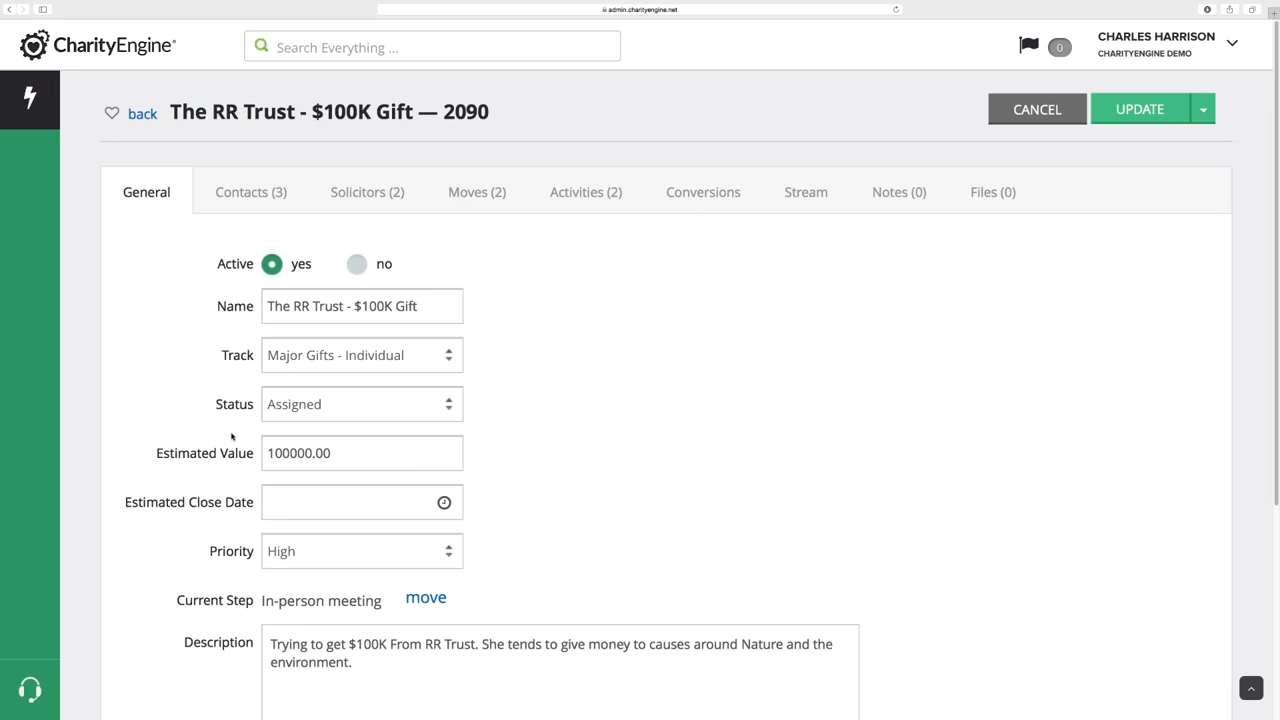 admin.charityengine.net
CharityEngine®
Search Everything ...
0
CHARLES HARRISON
CHARITYENGINE DEMO
back
The RR Trust - $100K Gift — 2090
CANCEL
UPDATE
General
Contacts (3)
Solicitors (2)
Moves (2)
Activities (2)
Conversions
Stream
Notes (0)
Files (0)
Active yes no
Name The RR Trust - $100K Gift
Track Major Gifts - Individual
Status Assigned
Estimated Value 100000.00
Estimated Close Date
Priority High
Current Step In-person meeting move
Description Trying to get $100K From RR Trust. She tends to give money to causes around Nature and the
environment.